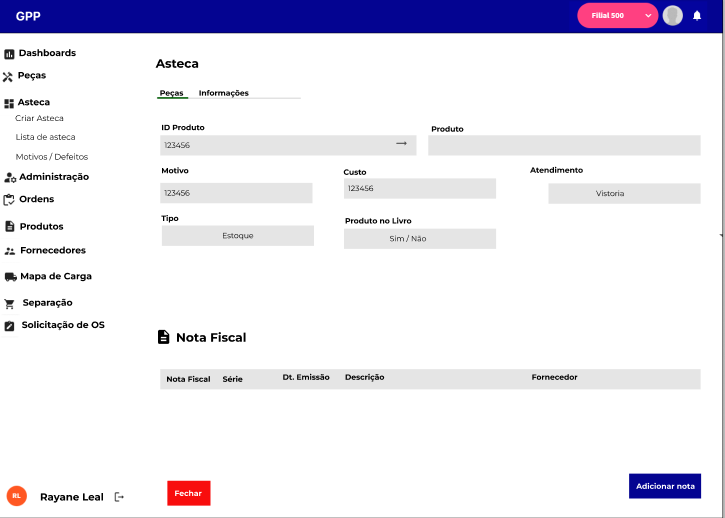 GPP
Filial 500
Dashboards
Peças
Asteca
Criar Asteca
Lista de asteca
Motivos / Defeitos
Administração
Ordens
Produtos
Fornecedores
Mapa de Carga
Separação
Solicitação de OS
RL
Rayane Leal
Asteca
Peças Informações
ID Produto
123456
Produto
Motivo
123456
Custo
123456
Atendimento
Vistoria
Tipo
Estoque
Produto no Livro
Sim / Não
Nota Fiscal
Nota Fiscal Série Dt. Emissão Descrição Fornecedor
Fechar
Adicionar nota